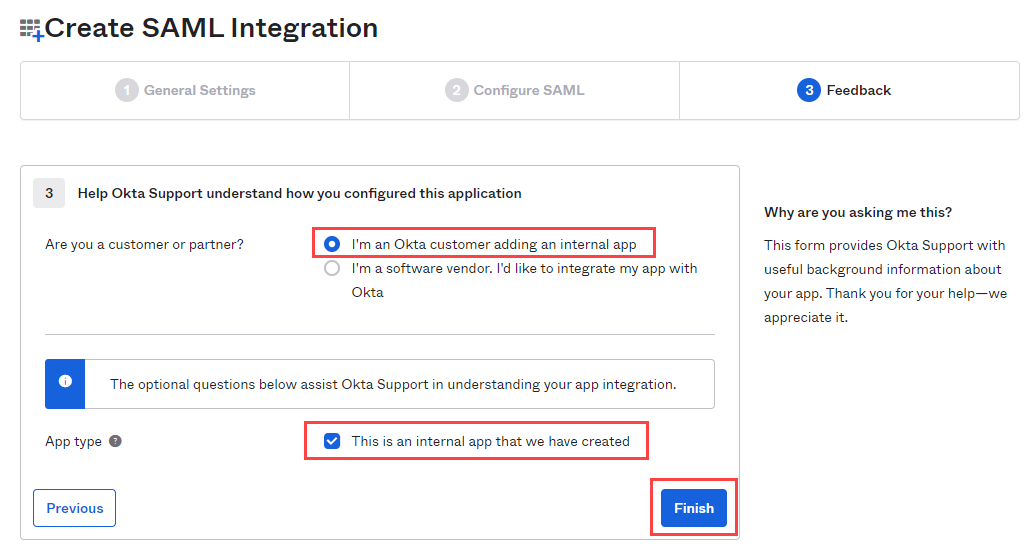 Create SAML Integration
1 General Settings
2 Configure SAML
3 Feedback
3 Help Okta Support understand how you configured this application
Are you a customer or partner?
I'm an Okta customer adding an internal app
I'm a software vendor. I'd like to integrate my app with
Okta
The optional questions below assist Okta Support in understanding your app integration.
App type ?
This is an internal app that we have created
Previous
Finish
Why are you asking me this?
This form provides Okta Support with
useful background information about
your app. Thank you for your help—we
appreciate it.